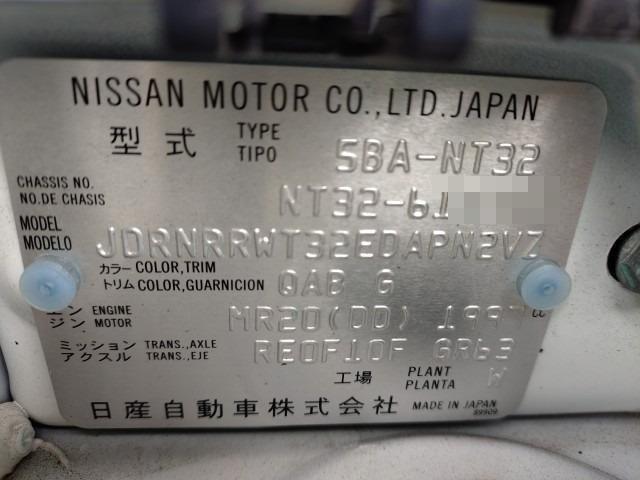 NISSAN MOTOR CO.,LTD.JAPAN
型式 TYPE TIPO 5BA-NT32
CHASSIS NO. NO.DE CHASIS NT32-61
MODEL MODELO JDRNRRWT32EDAPN2VZ
カラー COLOR,TRIM
トリム COLOR,GUARNICION QAB G
エンジン ENGINE MOTOR MR20(DD) 1997 cc
ミッション TRANS.,AXLE
アクスル TRANS.,EJE RE0F10F GR63
工場 PLANT PLANTA W
日産自動車株式会社 MADE IN JAPAN
89909